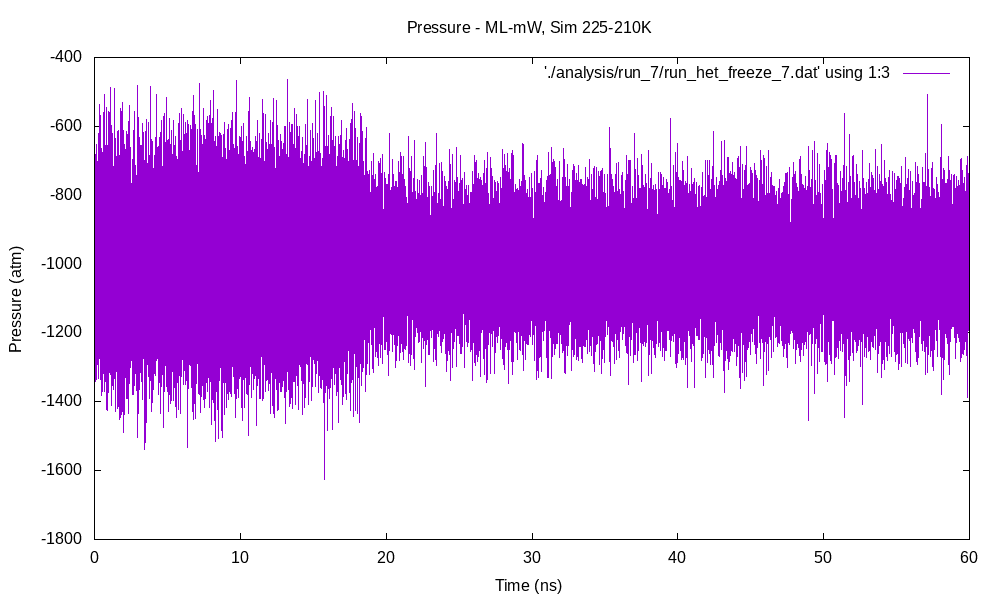 Pressure - ML-mW, Sim 225-210K
'./analysis/run_7/run_het_freeze_7.dat' using 1:3
-400
-600
-800
-1000
-1200
-1400
-1600
-1800
Pressure (atm)
0 10 20 30 40 50 60
Time (ns)